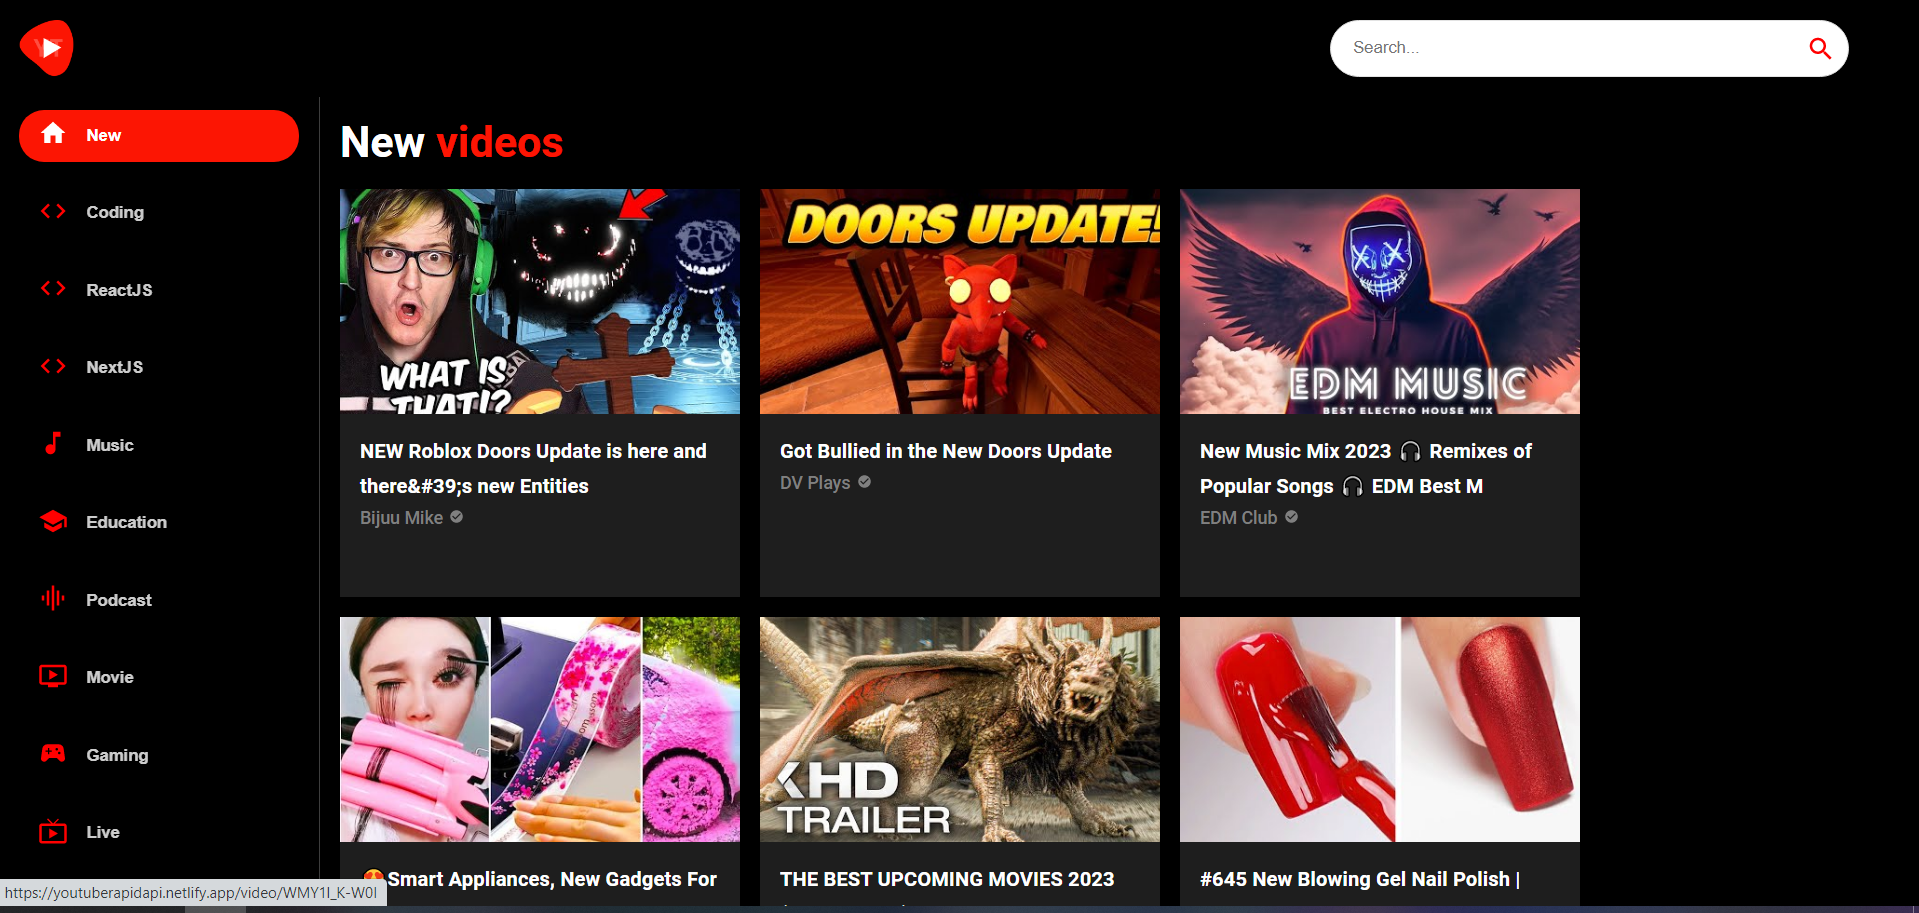 YT
Search...
New
Coding
ReactJS
NextJS
Music
Education
Podcast
Movie
Gaming
Live
New videos
WHAT IS
THAT!?
DOORS UPDATE!
EDM MUSIC
BEST ELECTRO HOUSE MIX
NEW Roblox Doors Update is here and
there&#39;s new Entities
Bijuu Mike
Got Bullied in the New Doors Update
DV Plays
New Music Mix 2023 🎧 Remixes of
Popular Songs 🎧 EDM Best M
EDM Club
HD
TRAILER
😍Smart Appliances, New Gadgets For
THE BEST UPCOMING MOVIES 2023
#645 New Blowing Gel Nail Polish |
https://youtuberapidapi.netlify.app/video/WMY1I_K-W0I